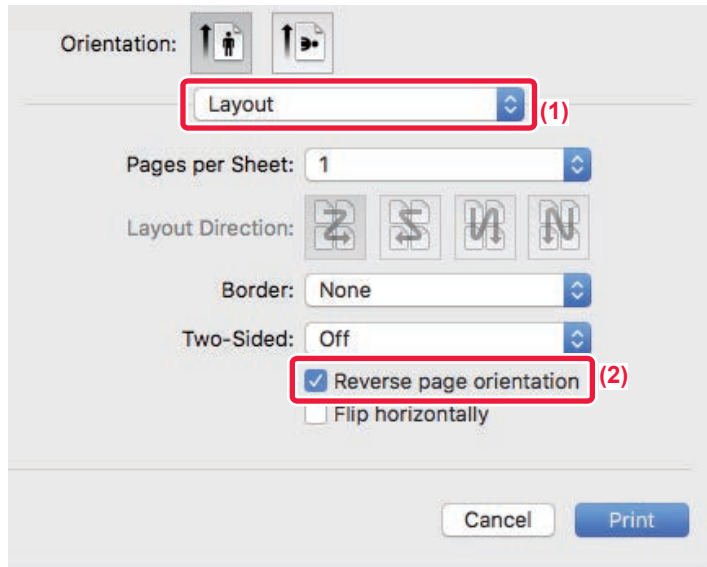 Orientation:
Layout
(1)
Pages per Sheet: 1
Layout Direction:
Border: None
Two-Sided: Off
Reverse page orientation
(2)
Flip horizontally
Cancel Print